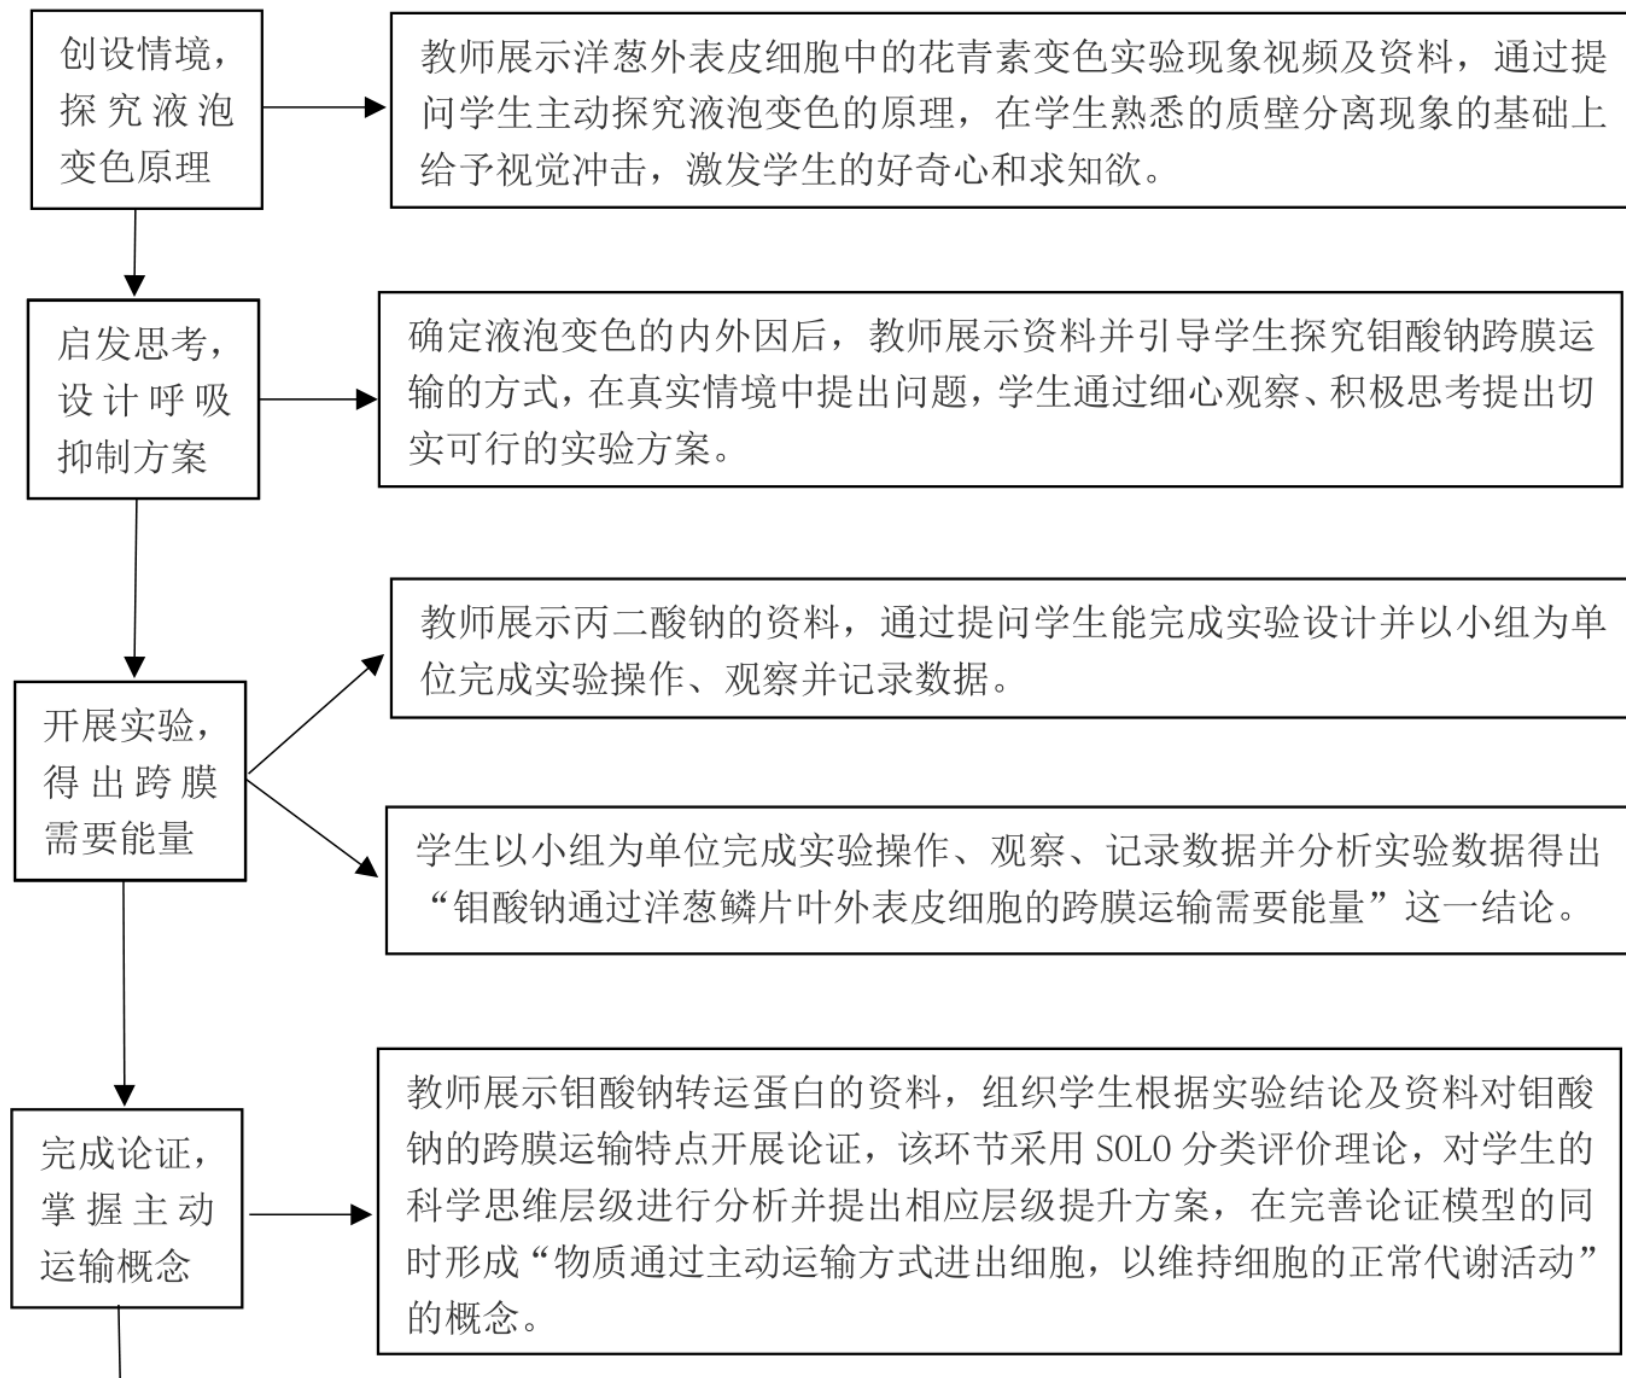 创设情境，
探究液泡
变色原理
教师展示洋葱外表皮细胞中的花青素变色实验现象视频及资料，通过提
问学生主动探究液泡变色的原理，在学生熟悉的质壁分离现象的基础上
给予视觉冲击，激发学生的好奇心和求知欲。
启发思考，
设计呼吸
抑制方案
确定液泡变色的内外因后，教师展示资料并引导学生探究钼酸钠跨膜运
输的方式，在真实情境中提出问题，学生通过细心观察、积极思考提出切
实可行的实验方案。
开展实验，
得出跨膜
需要能量
教师展示丙二酸钠的资料，通过提问学生能完成实验设计并以小组为单
位完成实验操作、观察并记录数据。
学生以小组为单位完成实验操作、观察、记录数据并分析实验数据得出
“钼酸钠通过洋葱鳞片叶外表皮细胞的跨膜运输需要能量”这一结论。
完成论证，
掌握主动
运输概念
教师展示钼酸钠转运蛋白的资料，组织学生根据实验结论及资料对钼酸
钠的跨膜运输特点开展论证，该环节采用 SOLO 分类评价理论，对学生的
科学思维层级进行分析并提出相应层级提升方案，在完善论证模型的同
时形成“物质通过主动运输方式进出细胞，以维持细胞的正常代谢活动”
的概念。